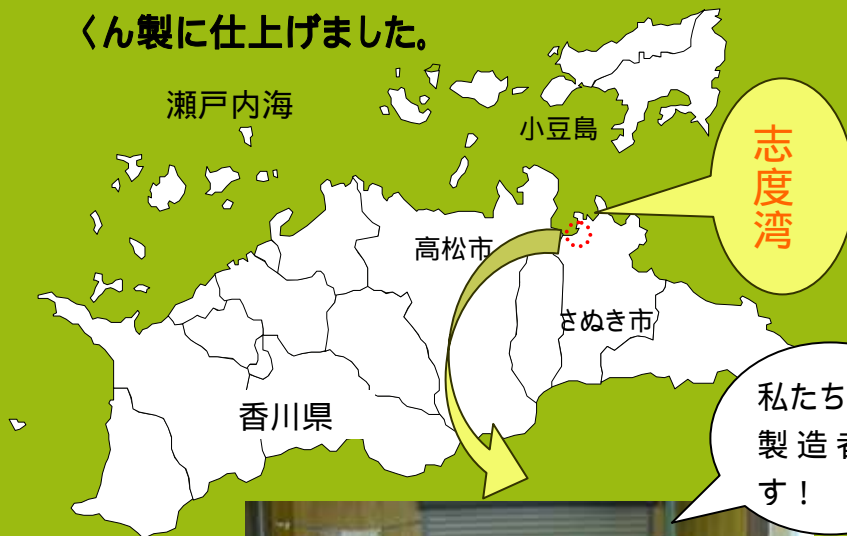 くん製に仕上げました。
瀬戸内海
小豆島
志度湾
高松市
さぬき市
香川県
私たち
製造者
す！